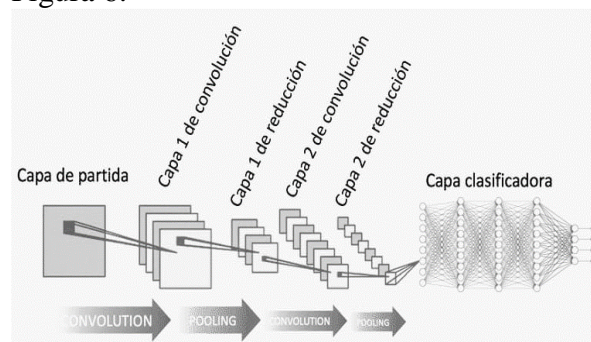 Capa de partida
Capa 1 de convolución
Capa 1 de reducción
Capa 2 de convolución
Capa 2 de reducción
Capa clasificadora
CONVOLUTION
POOLING
CONVOLUTION
POOLING